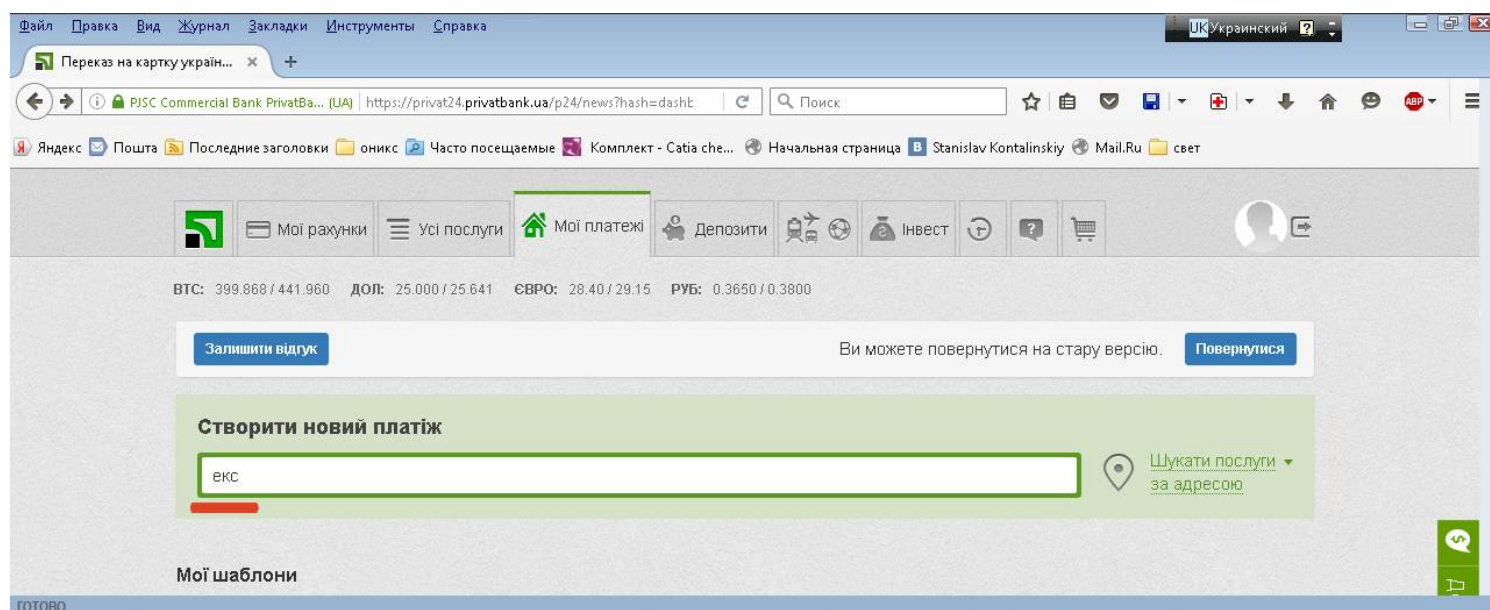 Файл Правка Вид Журнал Закладки Инструменты Справка
UK Украинский
Переказ на картку україн...
PJSC Commercial Bank PrivatBa... (UA) https://privat24.privatbank.ua/p24/news?hash=dashb
Поиск
ABP
Яндекс Пошта Последние заголовки оникс Часто посещаемые Комплект - Catia che... Начальная страница Stanislav Kontalinskiy Mail.Ru свет
Мої рахунки Усі послуги Мої платежі Депозити Інвест
BTC: 399.868 / 441.960 ДОЛ: 25.000 / 25.641 ЄВРО: 28.40 / 29.15 РУБ: 0.3650 / 0.3800
Залишити відгук Ви можете повернутися на стару версію. Повернутися
Створити новий платіж
екс
Шукати послуги
за адресою
Мої шаблони
готово